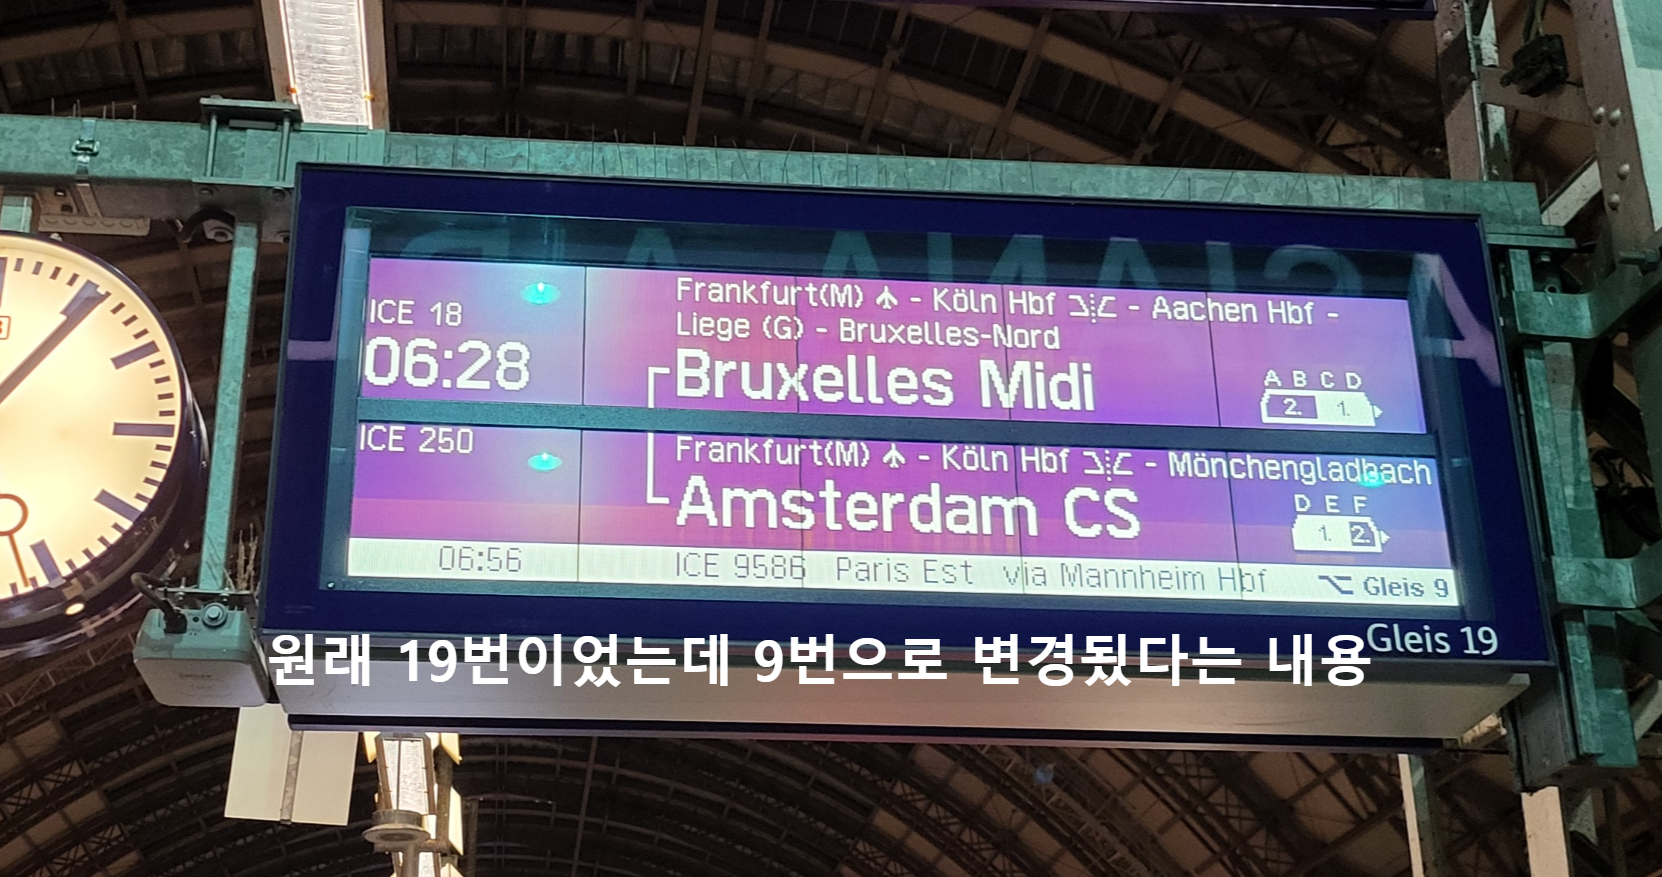 ICE 18
06:28
Frankfurt(M) ✈ - Köln Hbf - Aachen Hbf -
Liege (G) - Bruxelles-Nord
Bruxelles Midi
A B C D
2. 1.
ICE 250
Frankfurt(M) ✈ - Köln Hbf - Mönchengladbach
Amsterdam CS
D E F
1. 2.
06:56 ICE 9586 Paris Est via Mannheim Hbf Gleis 9
Gleis 19
원래 19번이었는데 9번으로 변경됬다는 내용